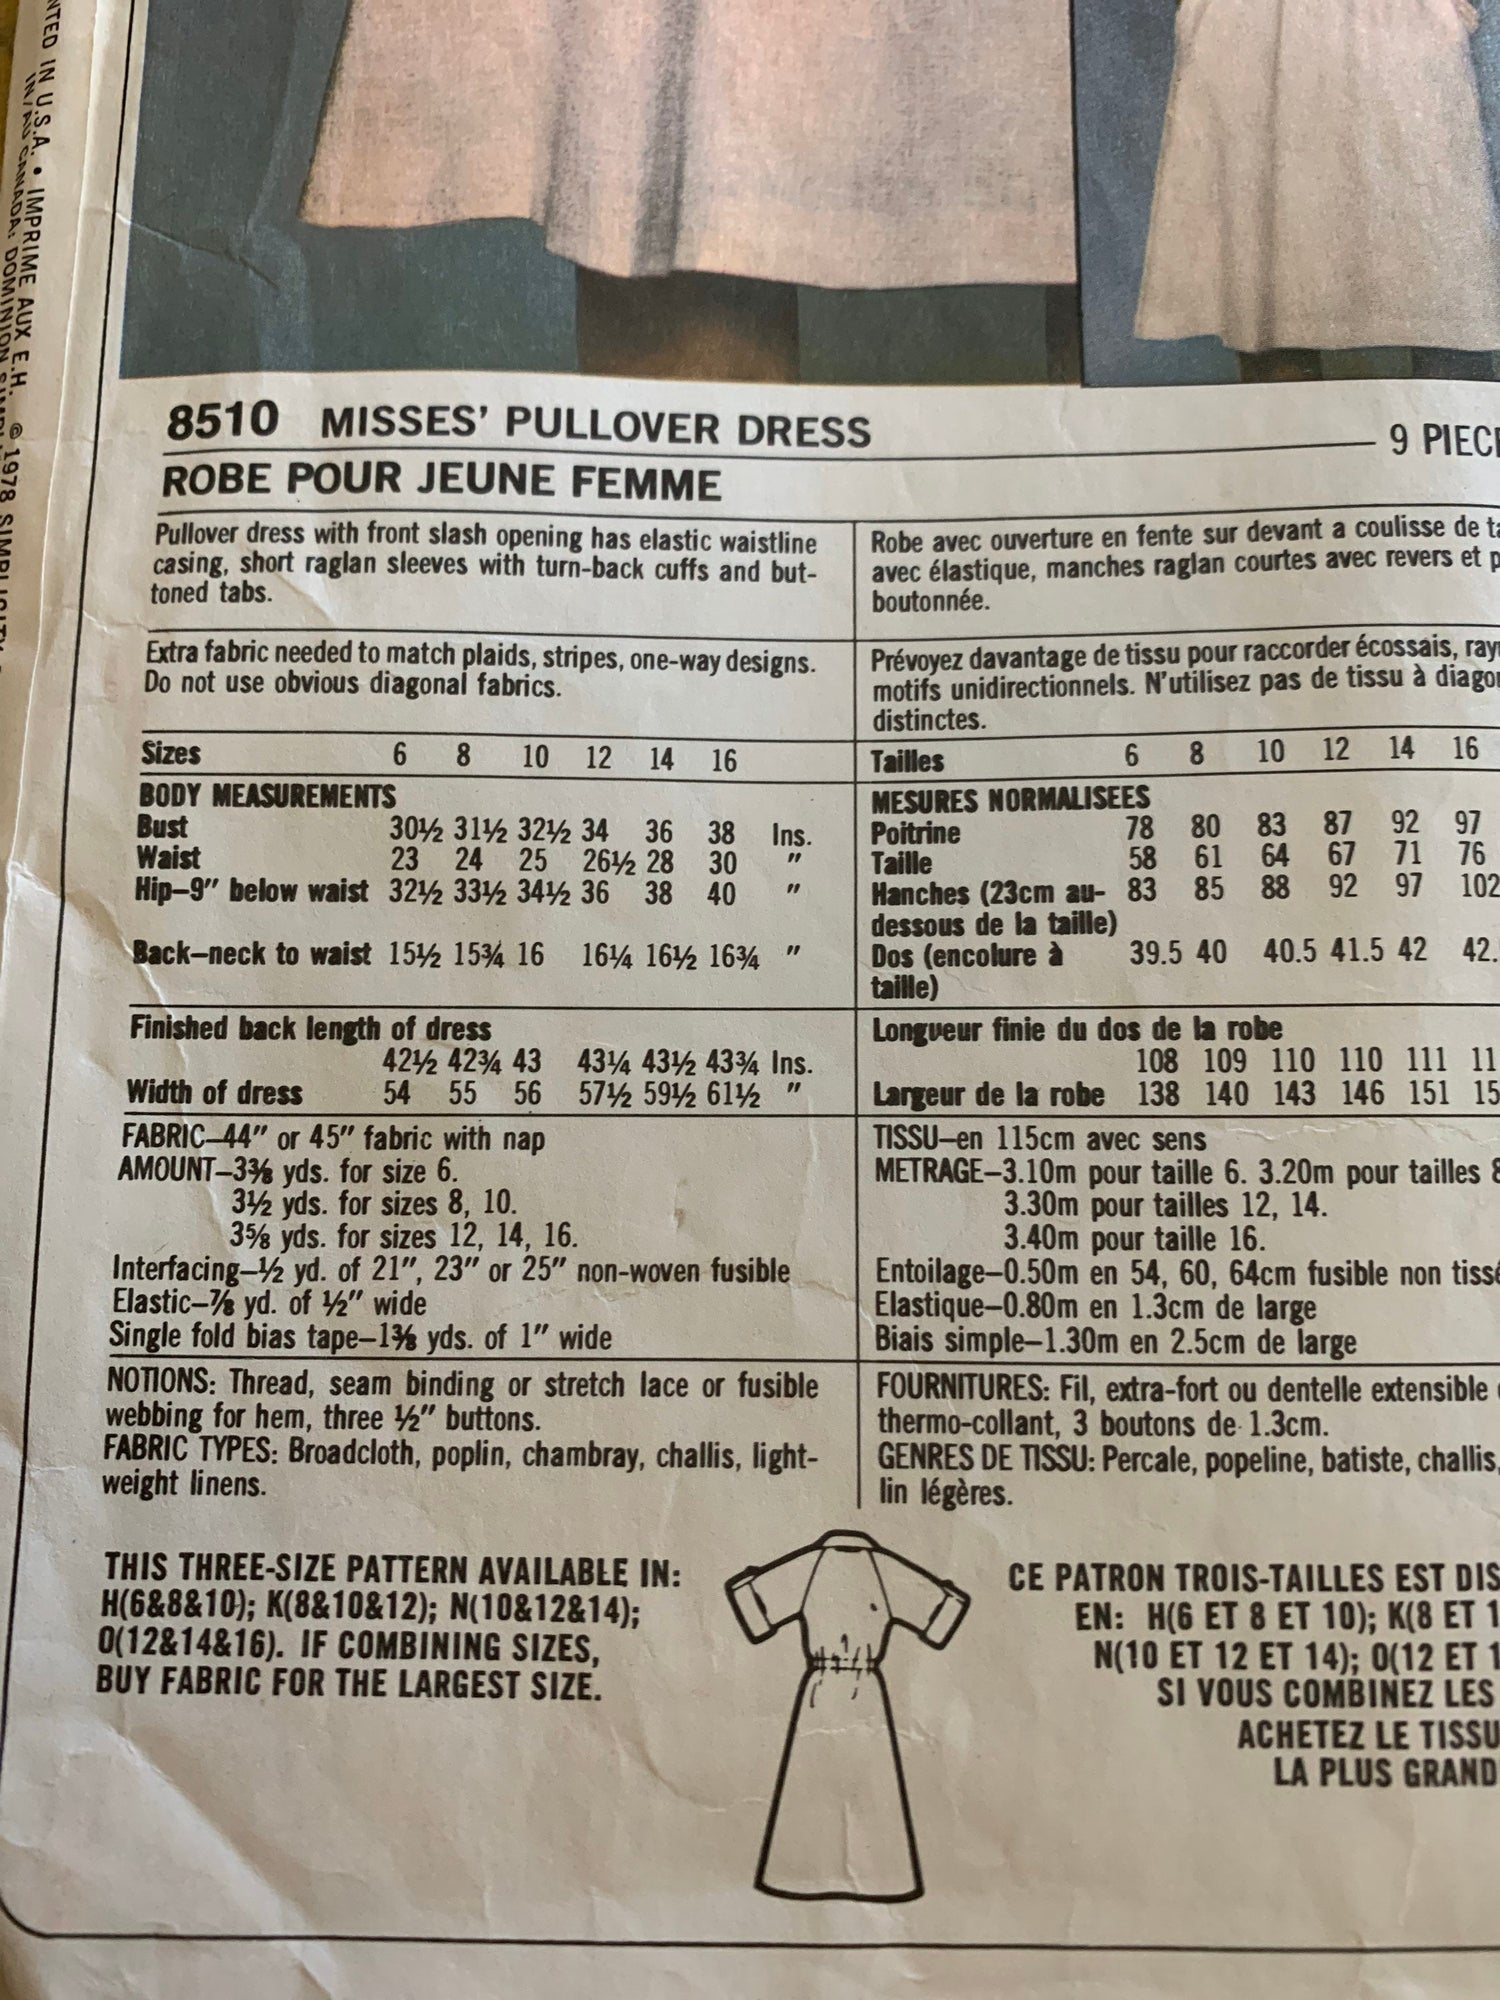 NTED IN U.S.A. • IMPRIME AUX E.H. © 1978 SIMPLICITY
IN/AU CANADA: DOMINION
8510 MISSES' PULLOVER DRESS
9 PIEC
ROBE POUR JEUNE FEMME
Pullover dress with front slash opening has elastic waistline
casing, short raglan sleeves with turn-back cuffs and but-
toned tabs.
Extra fabric needed to match plaids, stripes, one-way designs.
Do not use obvious diagonal fabrics.
Sizes 6 8 10 12 14 16
BODY MEASUREMENTS
Bust 30½ 31½ 32½ 34 36 38 Ins.
Waist 23 24 25 26½ 28 30 "
Hip–9" below waist 32½ 33½ 34½ 36 38 40 "
Back–neck to waist 15½ 15¾ 16 16¼ 16½ 16¾ "
Finished back length of dress
42½ 42¾ 43 43¼ 43½ 43¾ Ins.
Width of dress 54 55 56 57½ 59½ 61½ "
FABRIC–44" or 45" fabric with nap
AMOUNT–3⅜ yds. for size 6.
3½ yds. for sizes 8, 10.
3⅝ yds. for sizes 12, 14, 16.
Interfacing–½ yd. of 21", 23" or 25" non-woven fusible
Elastic–⅞ yd. of ½" wide
Single fold bias tape–1⅜ yds. of 1" wide
NOTIONS: Thread, seam binding or stretch lace or fusible
webbing for hem, three ½" buttons.
FABRIC TYPES: Broadcloth, poplin, chambray, challis, light-
weight linens.
Robe avec ouverture en fente sur devant a coulisse de ta
avec élastique, manches raglan courtes avec revers et p
boutonnée.
Prévoyez davantage de tissu pour raccorder écossais, ray
motifs unidirectionnels. N'utilisez pas de tissu à diago
distinctes.
Tailles 6 8 10 12 14 16
MESURES NORMALISEES
Poitrine 78 80 83 87 92 97
Taille 58 61 64 67 71 76
Hanches (23cm au- 83 85 88 92 97 102
dessous de la taille)
Dos (encolure à 39.5 40 40.5 41.5 42 42.
taille)
Longueur finie du dos de la robe
108 109 110 110 111 11
Largeur de la robe 138 140 143 146 151 15
TISSU–en 115cm avec sens
METRAGE–3.10m pour taille 6. 3.20m pour tailles 8
3.30m pour tailles 12, 14.
3.40m pour taille 16.
Entoilage–0.50m en 54, 60, 64cm fusible non tissé
Elastique–0.80m en 1.3cm de large
Biais simple–1.30m en 2.5cm de large
FOURNITURES: Fil, extra-fort ou dentelle extensible
thermo-collant, 3 boutons de 1.3cm.
GENRES DE TISSU: Percale, popeline, batiste, challis,
lin légères.
THIS THREE-SIZE PATTERN AVAILABLE IN:
H(6&8&10); K(8&10&12); N(10&12&14);
O(12&14&16). IF COMBINING SIZES,
BUY FABRIC FOR THE LARGEST SIZE.
CE PATRON TROIS-TAILLES EST DIS
EN: H(6 ET 8 ET 10); K(8 ET 1
N(10 ET 12 ET 14); O(12 ET 1
SI VOUS COMBINEZ LES
ACHETEZ LE TISSU
LA PLUS GRAND